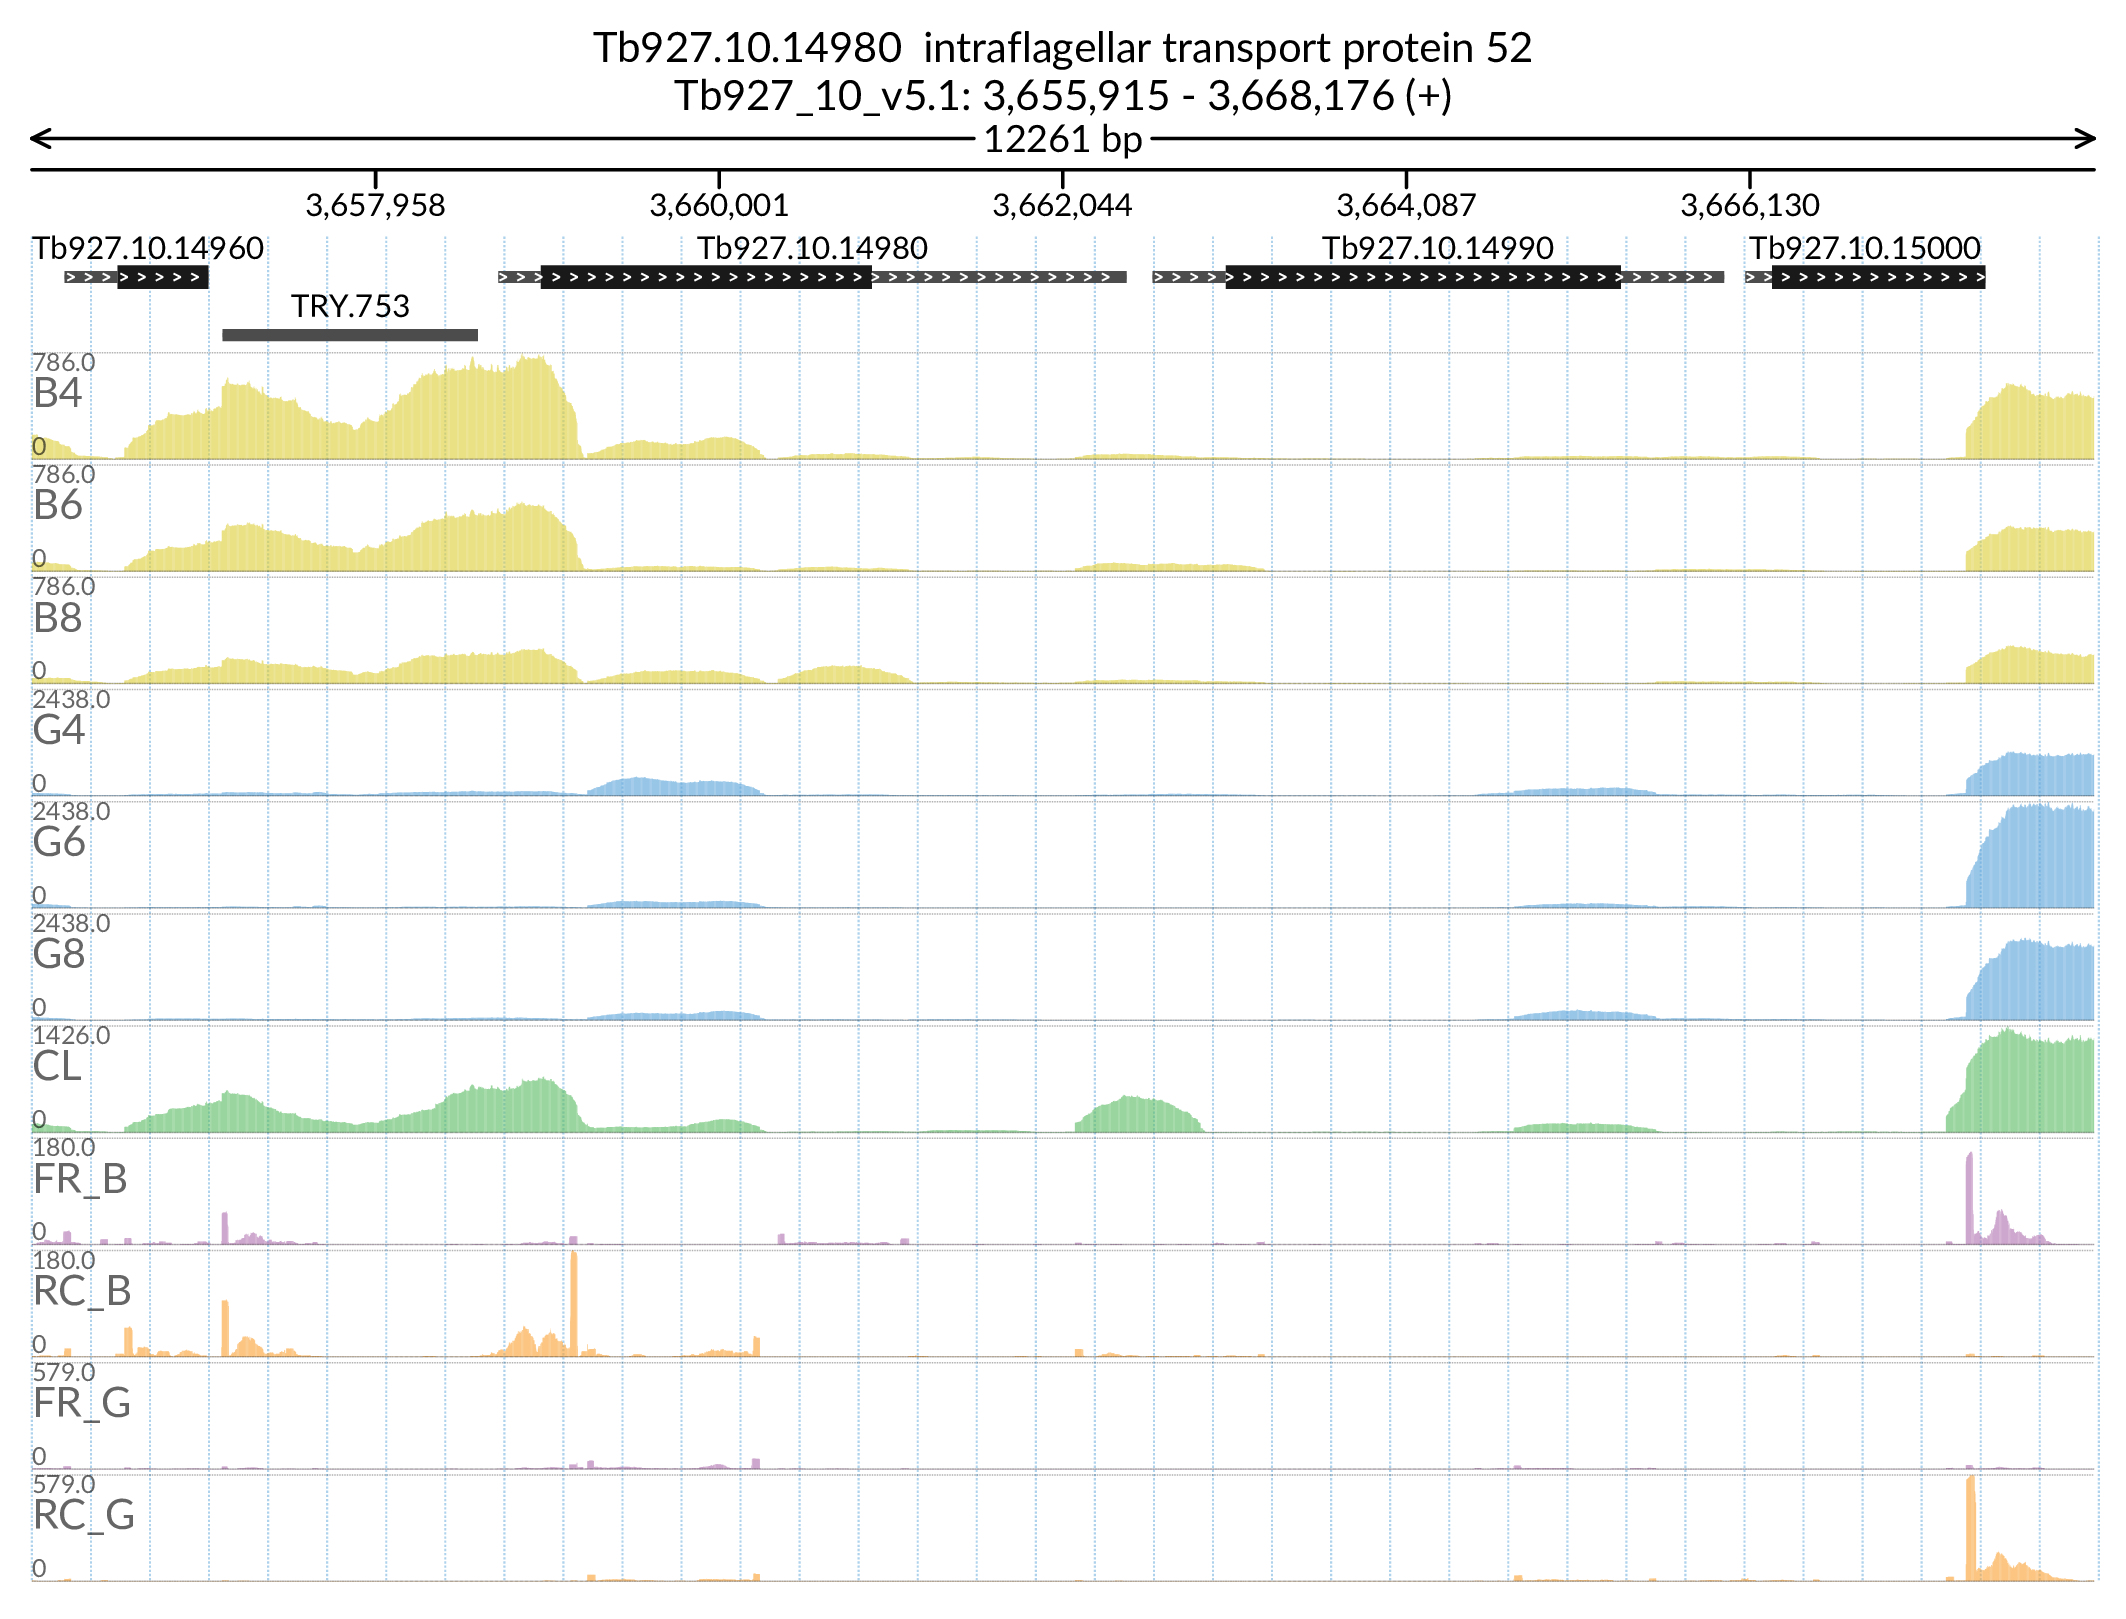 Tb927.10.14980  intraflagellar transport protein 52
Tb927_10_v5.1: 3,655,915 - 3,668,176 (+)
12261 bp
3,657,958 3,660,001 3,662,044 3,664,087 3,666,130
Tb927.10.14960 Tb927.10.14980 Tb927.10.14990 Tb927.10.15000
TRY.753
786.0
B4
0
786.0
B6
0
786.0
B8
0
2438.0
G4
0
2438.0
G6
0
2438.0
G8
0
1426.0
CL
0
180.0
FR_B
0
180.0
RC_B
0
579.0
FR_G
0
579.0
RC_G
0